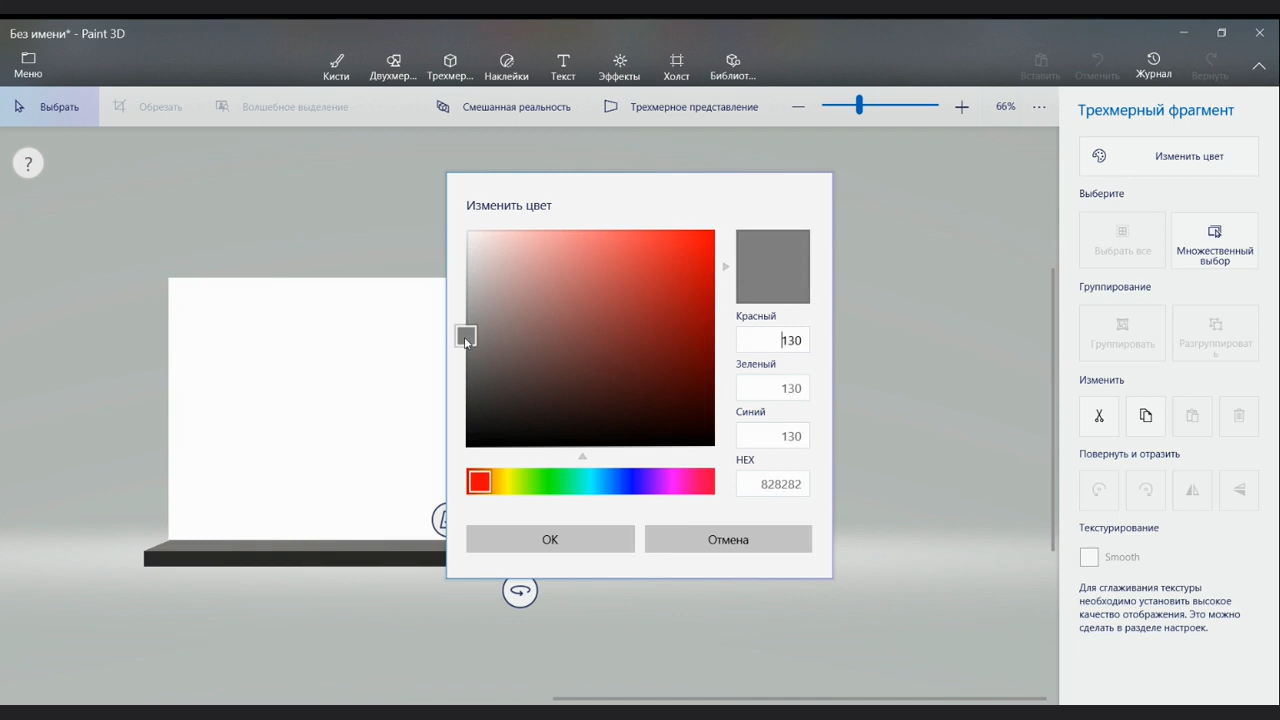 Без имени* - Paint 3D
Меню
Кисти
Двухмер...
Трехмер...
Наклейки
Текст
Эффекты
Холст
Библиот...
Вставить
Отменить
Журнал
Вернуть
Выбрать
Обрезать
Волшебное выделение
Смешанная реальность
Трехмерное представление
66%
...
?
Изменить цвет
Красный
130
Зеленый
130
Синий
130
HEX
828282
ОК
Отмена
Трехмерный фрагмент
Изменить цвет
Выберите
Выбрать все
Множественный
выбор
Группирование
Группировать
Разгруппироват
ь
Изменить
Повернуть и отразить
Текстурирование
Smooth
Для сглаживания текстуры
необходимо установить высокое
качество отображения. Это можно
сделать в разделе настроек.